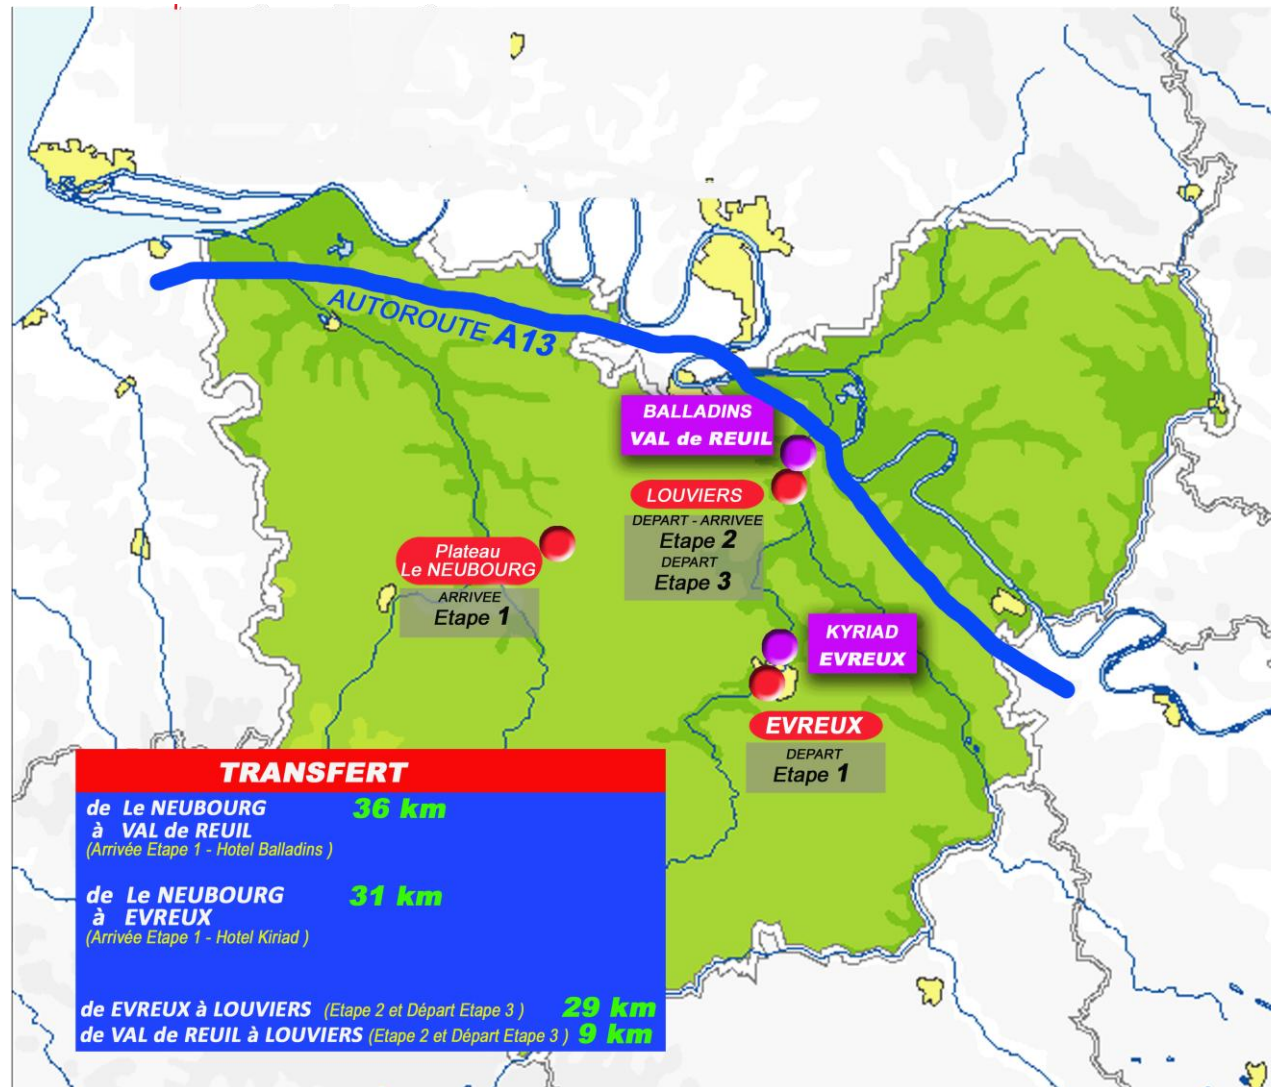 AUTOROUTE A13
BALLADINS
VAL de REUIL
LOUVIERS
DEPART - ARRIVEE
Etape 2
DEPART
Etape 3
Plateau
Le NEUBOURG
ARRIVEE
Etape 1
KYRIAD
EVREUX
EVREUX
DEPART
Etape 1
TRANSFERT
de Le NEUBOURG 36 km
à VAL de REUIL
(Arrivée Etape 1 - Hotel Balladins )
de Le NEUBOURG 31 km
à EVREUX
(Arrivée Etape 1 - Hotel Kiriad )
de EVREUX à LOUVIERS (Etape 2 et Départ Etape 3 ) 29 km
de VAL DE REUIL à LOUVIERS (Etape 2 et Départ Etape 3 ) 9 km